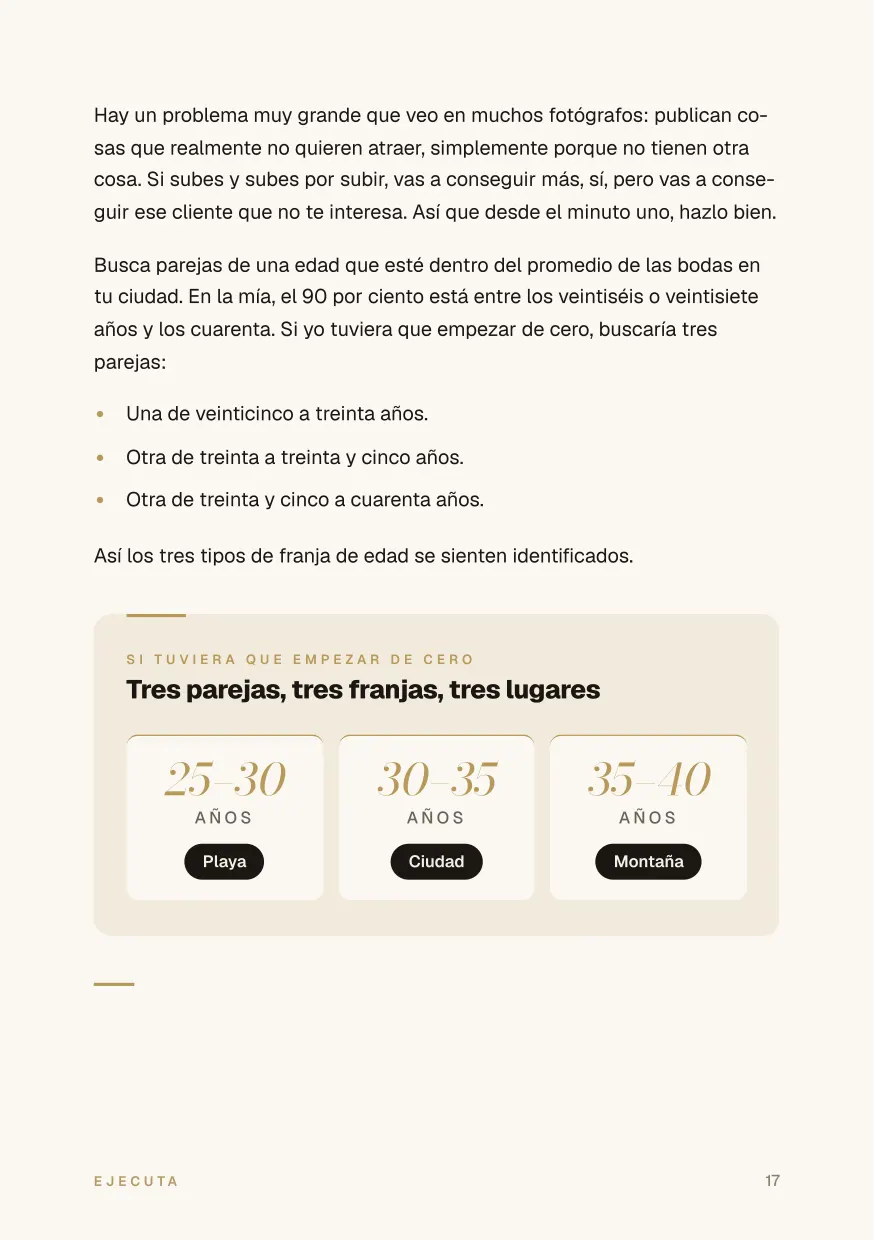 Hay un problema muy grande que veo en muchos fotógrafos: publican co-
sas que realmente no quieren atraer, simplemente porque no tienen otra
cosa. Si subes y subes por subir, vas a conseguir más, sí, pero vas a conse-
guir ese cliente que no te interesa. Así que desde el minuto uno, hazlo bien.
Busca parejas de una edad que esté dentro del promedio de las bodas en
tu ciudad. En la mía, el 90 por ciento está entre los veintiséis o veintisiete
años y los cuarenta. Si yo tuviera que empezar de cero, buscaría tres
parejas:
• Una de veinticinco a treinta años.
• Otra de treinta a treinta y cinco años.
• Otra de treinta y cinco a cuarenta años.
Así los tres tipos de franja de edad se sienten identificados.
SI TUVIERA QUE EMPEZAR DE CERO
Tres parejas, tres franjas, tres lugares
25–30
AÑOS
Playa
30–35
AÑOS
Ciudad
35–40
AÑOS
Montaña
EJECUTA
17